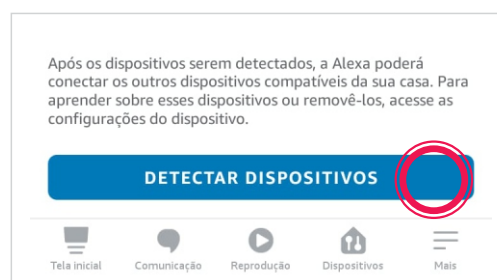 Após os dispositivos serem detectados, a Alexa poderá
conectar os outros dispositivos compatíveis da sua casa. Para
aprender sobre esses dispositivos ou removê-los, acesse as
configurações do dispositivo.
DETECTAR DISPOSITIVOS
Tela inicial Comunicação Reprodução Dispositivos Mais